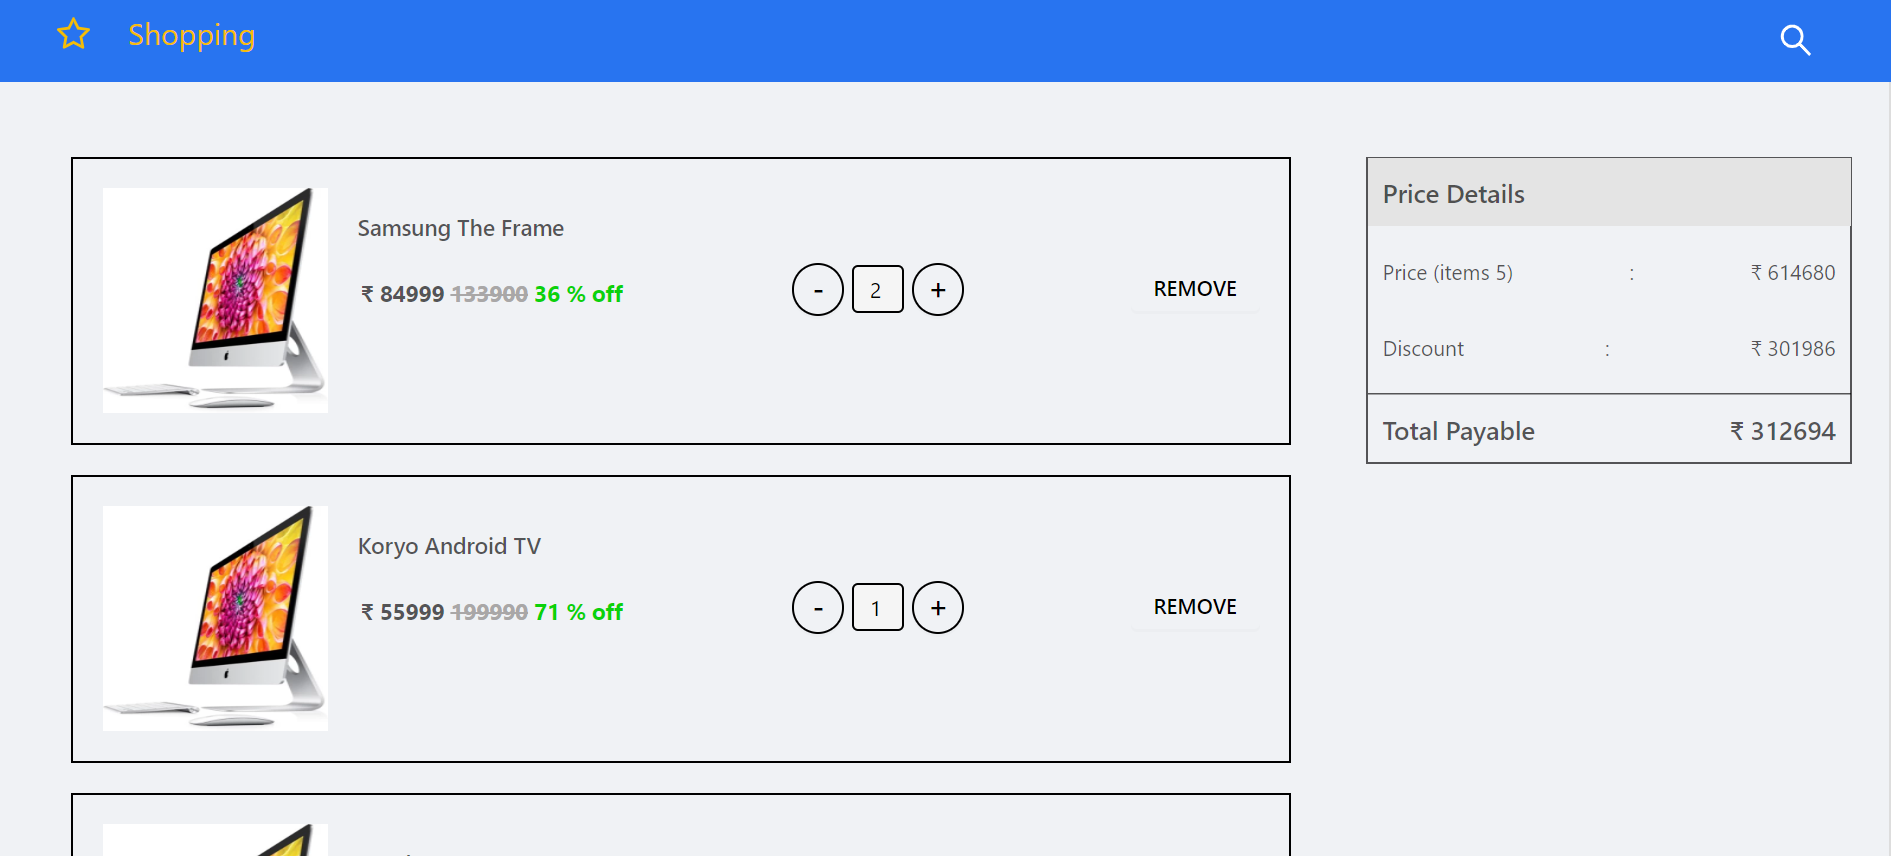 Shopping
Samsung The Frame
₹ 84999 133900 36 % off
- 2 +
REMOVE
Koryo Android TV
₹ 55999 199990 71 % off
- 1 +
REMOVE
Price Details
Price (items 5) : ₹ 614680
Discount : ₹ 301986
Total Payable ₹ 312694